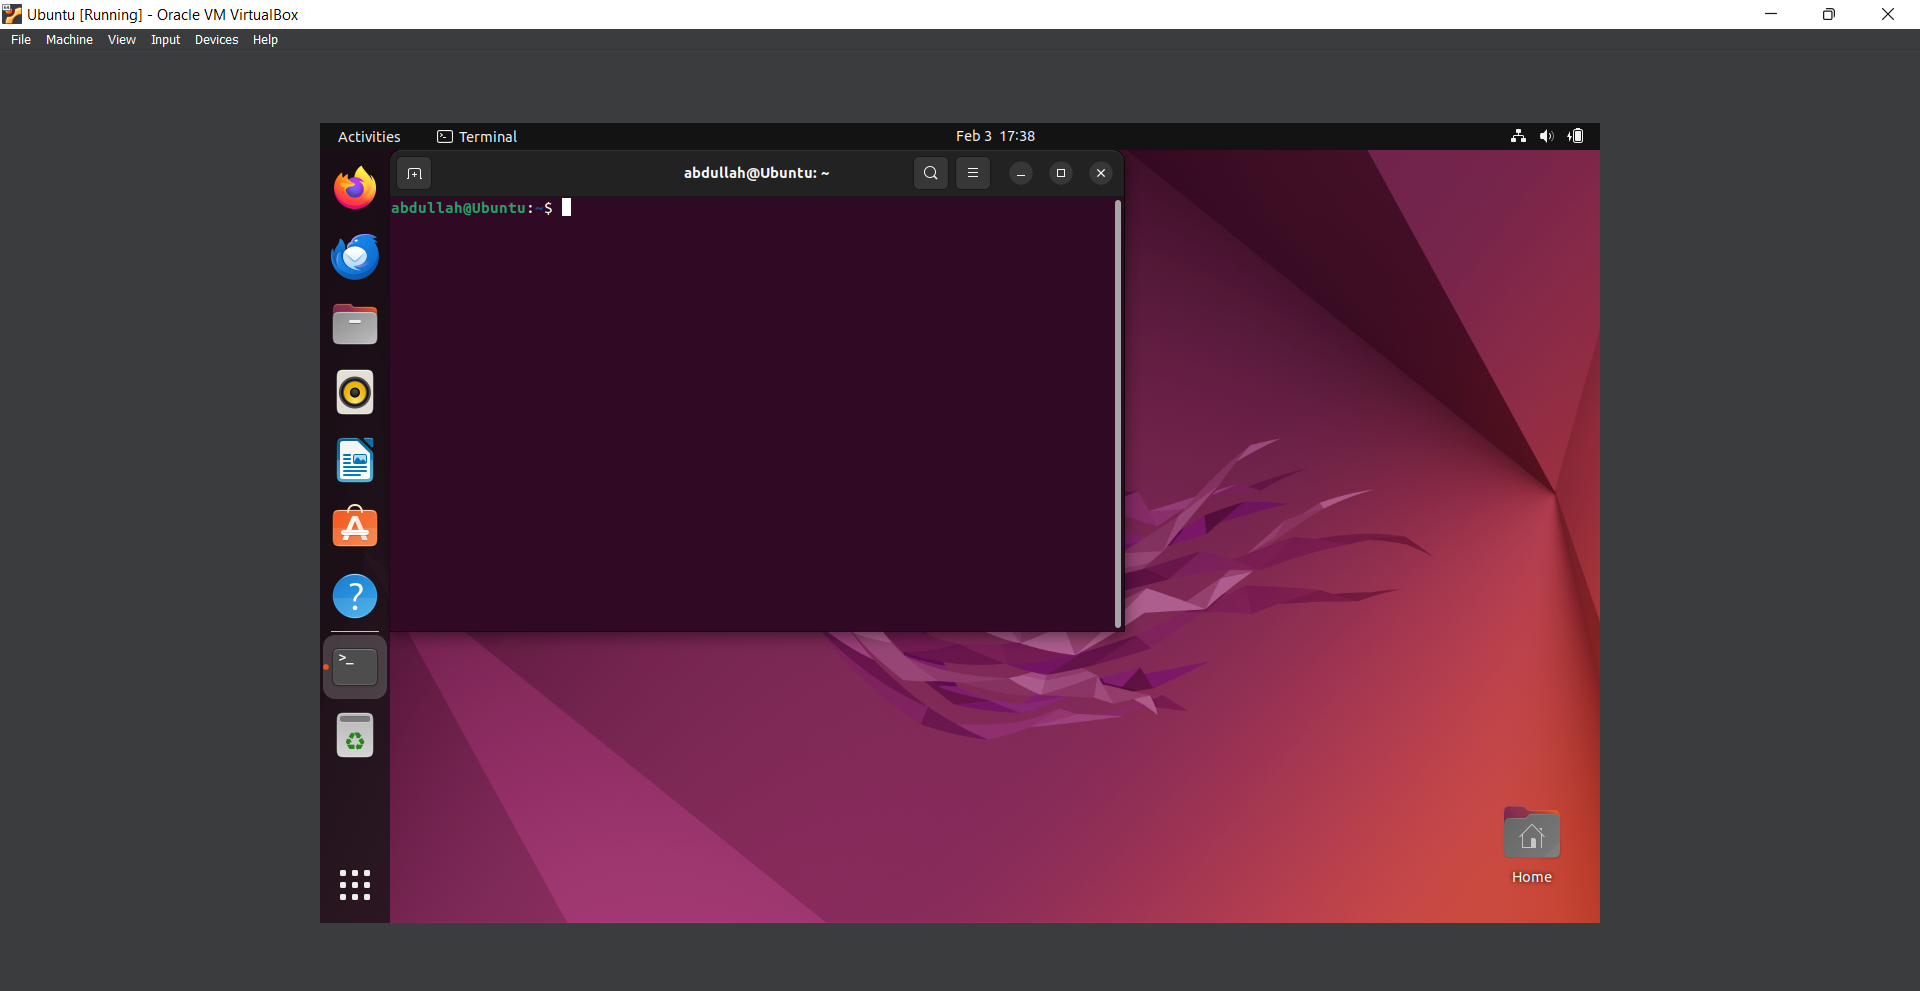 Ubuntu [Running] - Oracle VM VirtualBox
File Machine View Input Devices Help
Activities Terminal Feb 3 17:38
abdullah@Ubuntu: ~
abdullah@Ubuntu:~$
Home